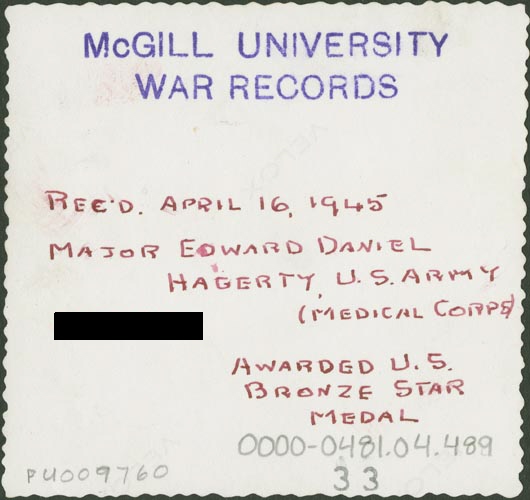 McGILL UNIVERSITY
WAR RECORDS
REC'D. APRIL 16, 1945
MAJOR EDWARD DANIEL
HAGERTY, U.S. ARMY
(MEDICAL CORPS)
AWARDED U.S.
BRONZE STAR
MEDAL
0000-0481.04.489
PU009760
33